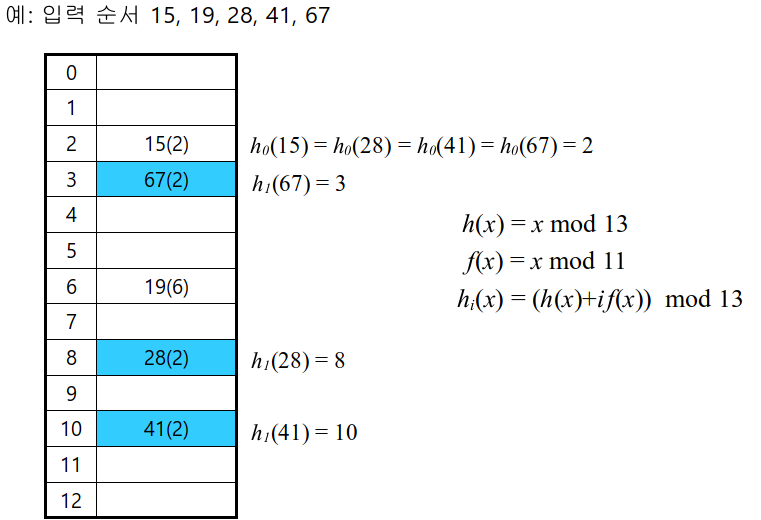 예: 입력 순서 15, 19, 28, 41, 67
0
1
2 15(2) h₀(15) = h₀(28) = h₀(41) = h₀(67) = 2
3 67(2) h₁(67) = 3
4
h(x) = x mod 13
5
f(x) = x mod 11
6 19(6)
hᵢ(x) = (h(x)+if(x)) mod 13
7
8 28(2) h₁(28) = 8
9
10 41(2) h₁(41) = 10
11
12